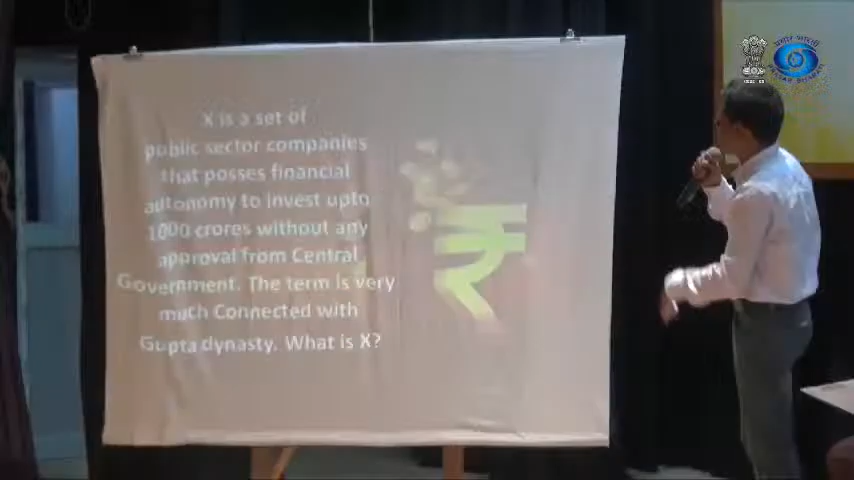 X is a set of
public sector companies
that posses financial
autonomy to invest upto
1000 crores without any
approval from Central
Government. The term is very
much Connected with
Gupta dynasty. What is X?